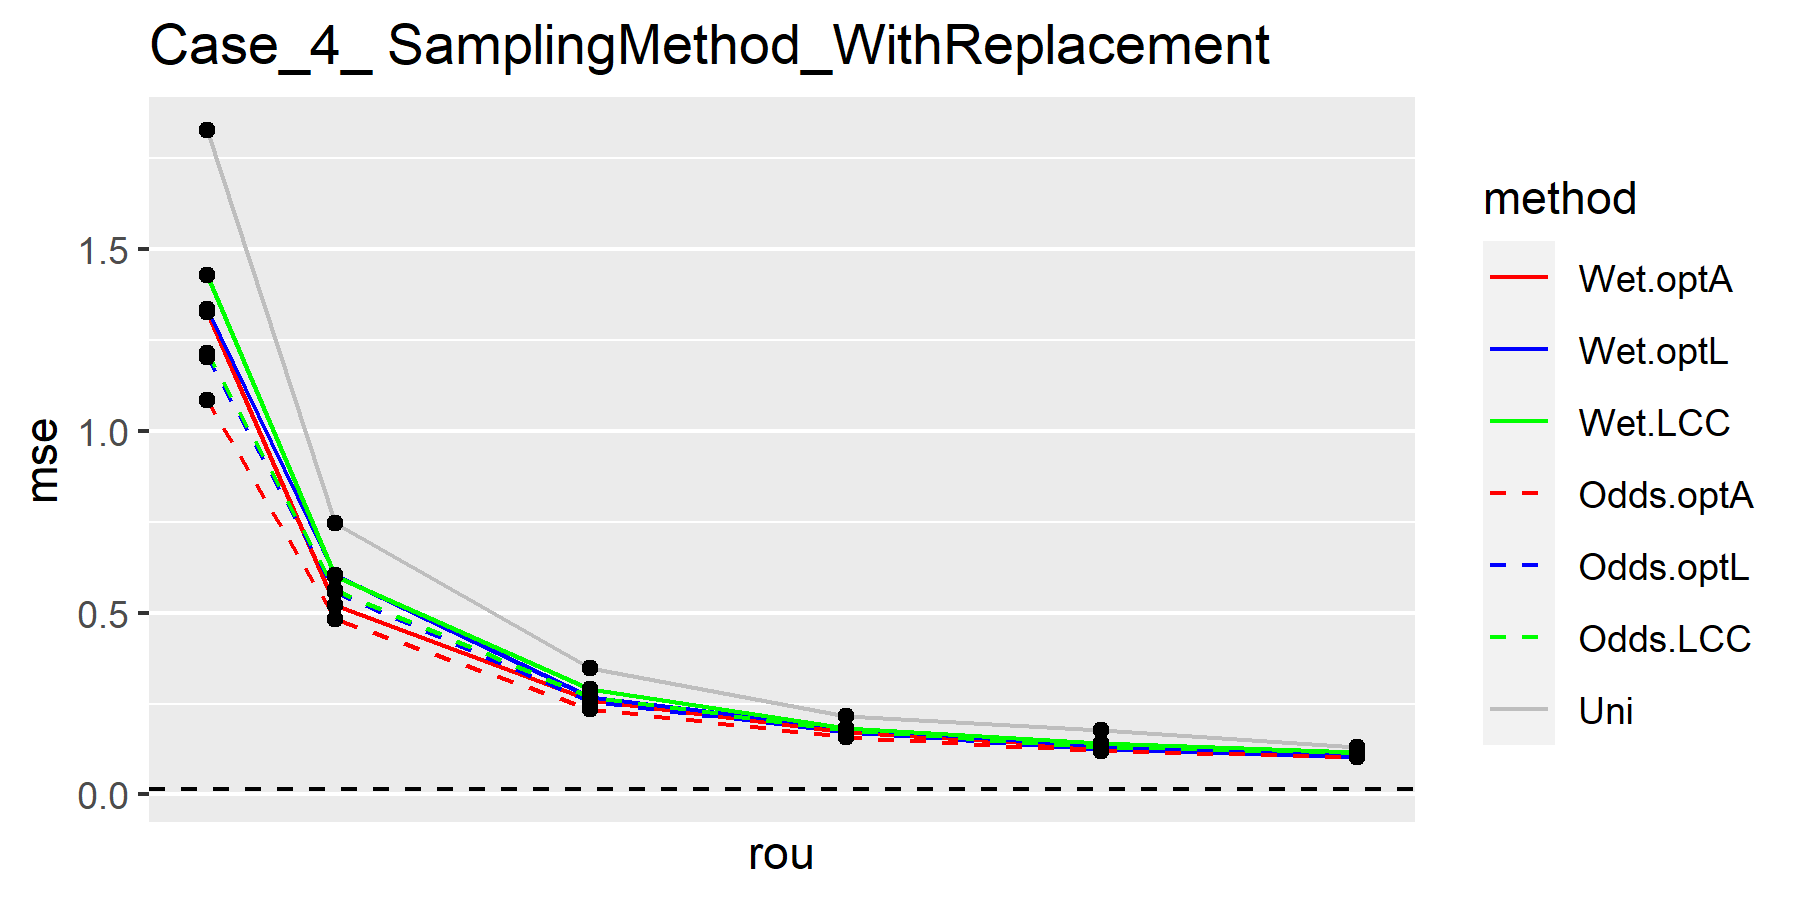 Case_4_ SamplingMethod_WithReplacement
1.5
1.0
0.5
0.0
mse
rou
method
Wet.optA
Wet.optL
Wet.LCC
Odds.optA
Odds.optL
Odds.LCC
Uni